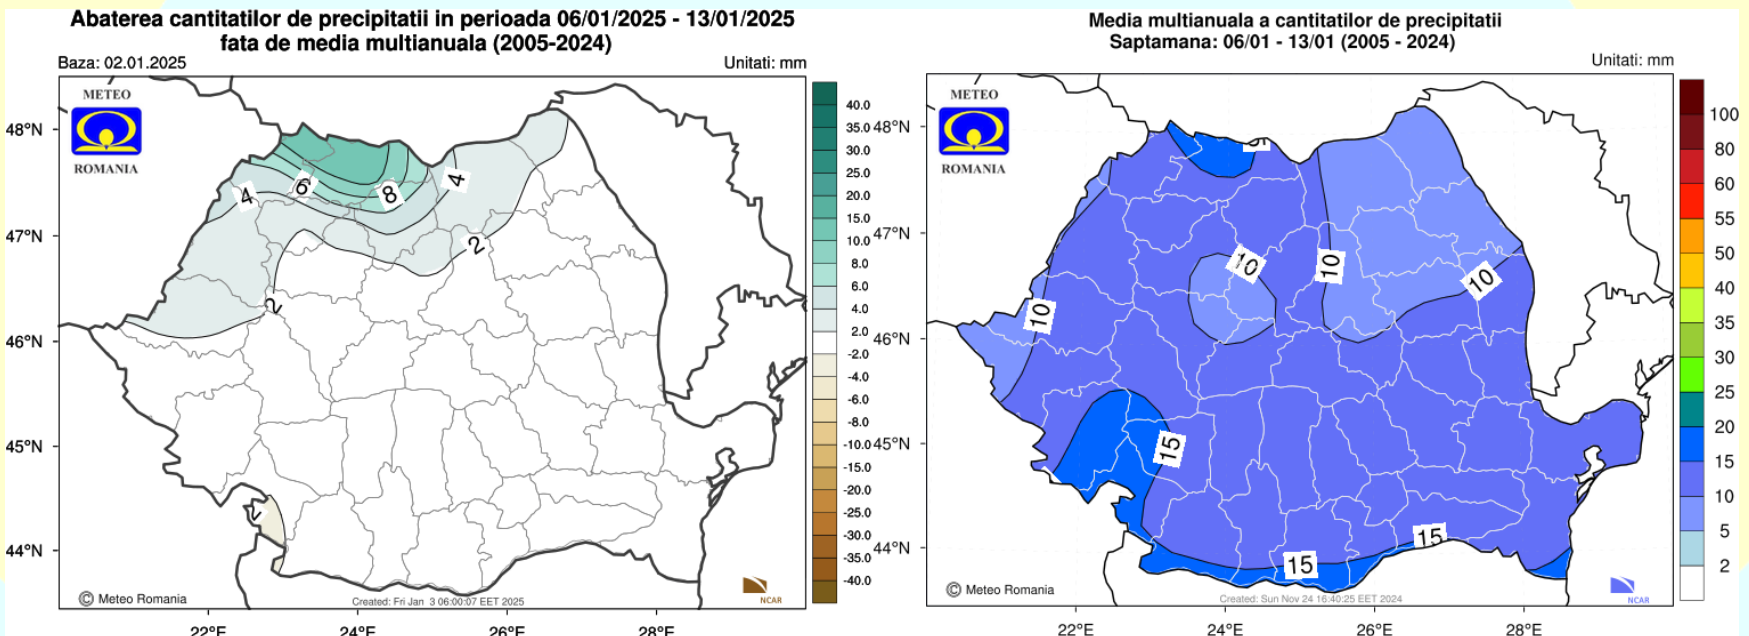 Abaterea cantitatilor de precipitatii in perioada 06/01/2025 - 13/01/2025
fata de media multianuala (2005-2024)
Baza: 02.01.2025
Unitati: mm
METEO
ROMANIA
48°N
47°N
46°N
45°N
44°N
22°E
24°E
26°E
28°E
4
6
8
4
2
2
2
40.0
35.0
30.0
25.0
20.0
15.0
10.0
8.0
6.0
4.0
2.0
-2.0
-4.0
-6.0
-8.0
-10.0
-15.0
-20.0
-25.0
-30.0
-35.0
-40.0
© Meteo Romania
Created: Fri Jan 3 06:00:07 EET 2025
NCAR
Media multianuala a cantitatilor de precipitatii
Saptamana: 06/01 - 13/01 (2005 - 2024)
Unitati: mm
METEO
ROMANIA
48°N
47°N
46°N
45°N
44°N
22°E
24°E
26°E
28°E
10
10
10
10
15
15
15
100
80
60
55
50
40
35
30
25
20
15
10
5
2
© Meteo Romania
Created: Sun Nov 24 16:40:25 EET 2024
NCAR